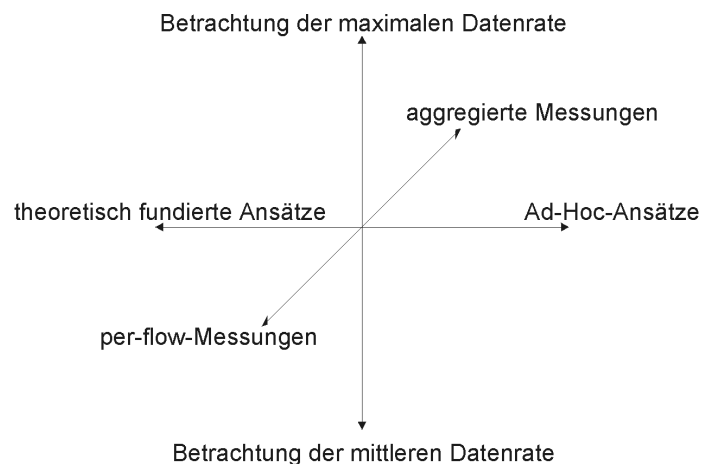 Betrachtung der maximalen Datenrate
aggregierte Messungen
theoretisch fundierte Ansätze
Ad-Hoc-Ansätze
per-flow-Messungen
Betrachtung der mittleren Datenrate